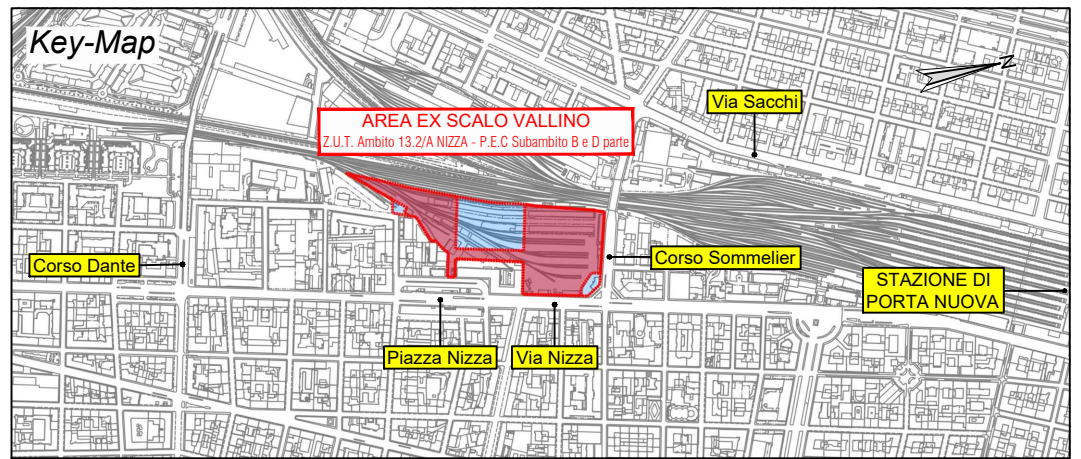 Key-Map
Z
Via Sacchi
AREA EX SCALO VALLINO
Z.U.T. Ambito 13.2/A NIZZA - P.E.C Subambito B e D parte
Corso Dante
Corso Sommelier
STAZIONE DI
PORTA NUOVA
Piazza Nizza
Via Nizza